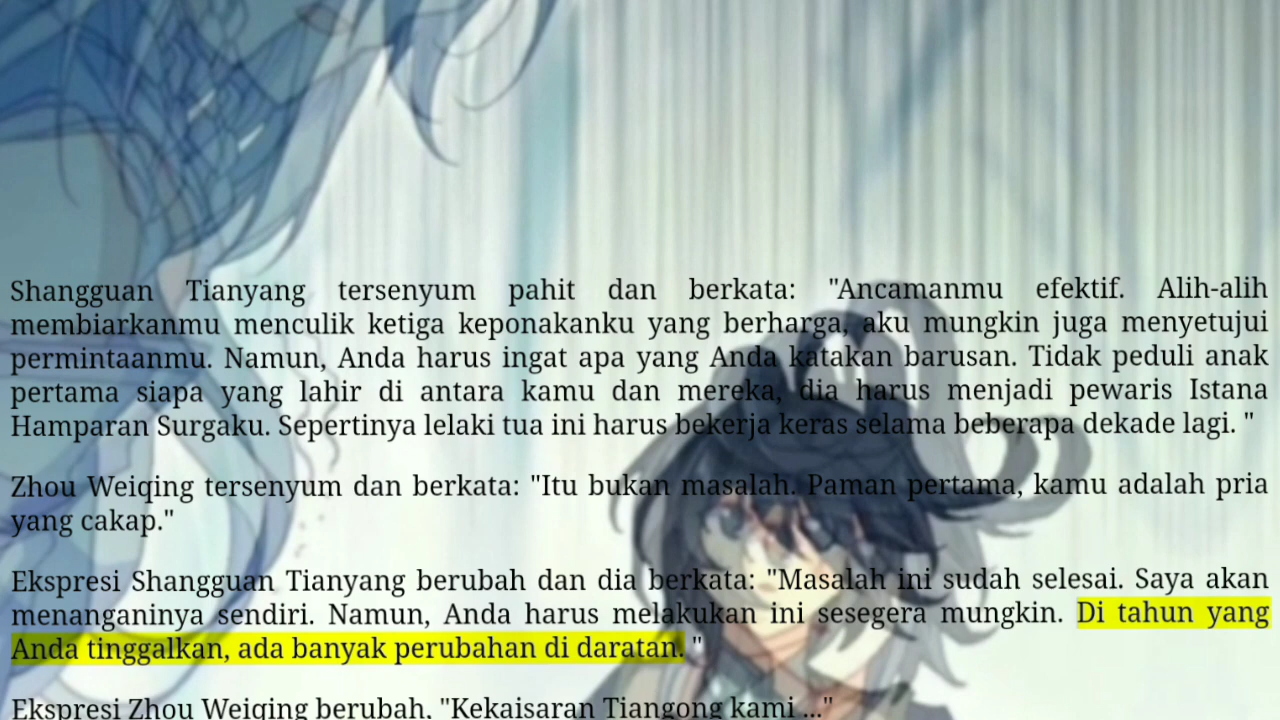 Shangguan Tianyang tersenyum pahit dan berkata: "Ancamanmu efektif. Alih-alih
membiarkanmu menculik ketiga keponakanku yang berharga, aku mungkin juga menyetujui
permintaanmu. Namun, Anda harus ingat apa yang Anda katakan barusan. Tidak peduli anak
pertama siapa yang lahir di antara kamu dan mereka, dia harus menjadi pewaris Istana
Hamparan Surgaku. Sepertinya lelaki tua ini harus bekerja keras selama beberapa dekade lagi. "
Zhou Weiqing tersenyum dan berkata: "Itu bukan masalah. Paman pertama, kamu adalah pria
yang cakap."
Ekspresi Shangguan Tianyang berubah dan dia berkata: "Masalah ini sudah selesai. Saya akan
menanganinya sendiri. Namun, Anda harus melakukan ini sesegera mungkin. Di tahun yang
Anda tinggalkan, ada banyak perubahan di daratan. "
Ekspresi Zhou Weiqing berubah, "Kekaisaran Tiangong kami ..."